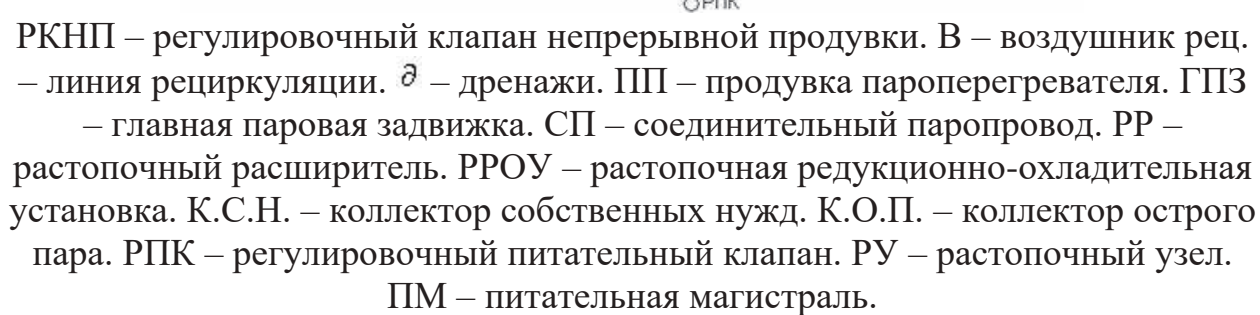 РПК
РКНП – регулировочный клапан непрерывной продувки. В – воздушник рец.
– линия рециркуляции. д – дренажи. ПП – продувка пароперегревателя. ГПЗ
– главная паровая задвижка. СП – соединительный паропровод. РР –
растопочный расширитель. РРОУ – растопочная редукционно-охладительная
установка. К.С.Н. – коллектор собственных нужд. К.О.П. – коллектор острого
пара. РПК – регулировочный питательный клапан. РУ – растопочный узел.
ПМ – питательная магистраль.